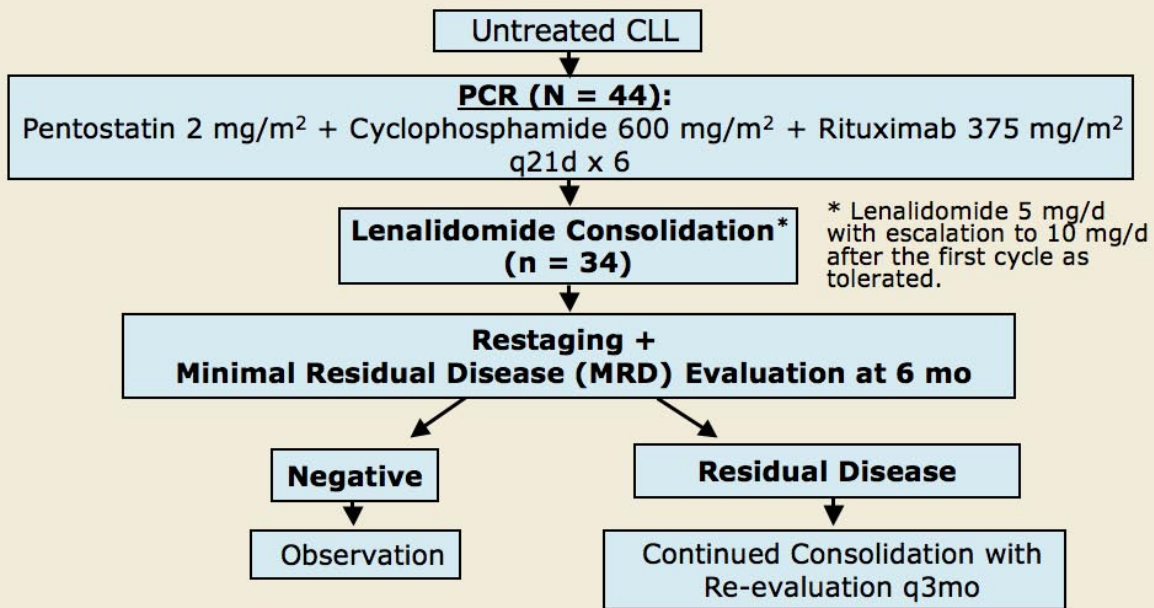 Untreated CLL
PCR (N = 44):
Pentostatin 2 mg/m² + Cyclophosphamide 600 mg/m² + Rituximab 375 mg/m²
q21d x 6
Lenalidomide Consolidation*
(n = 34)
* Lenalidomide 5 mg/d
with escalation to 10 mg/d
after the first cycle as
tolerated.
Restaging +
Minimal Residual Disease (MRD) Evaluation at 6 mo
Negative
Residual Disease
Observation
Continued Consolidation with
Re-evaluation q3mo